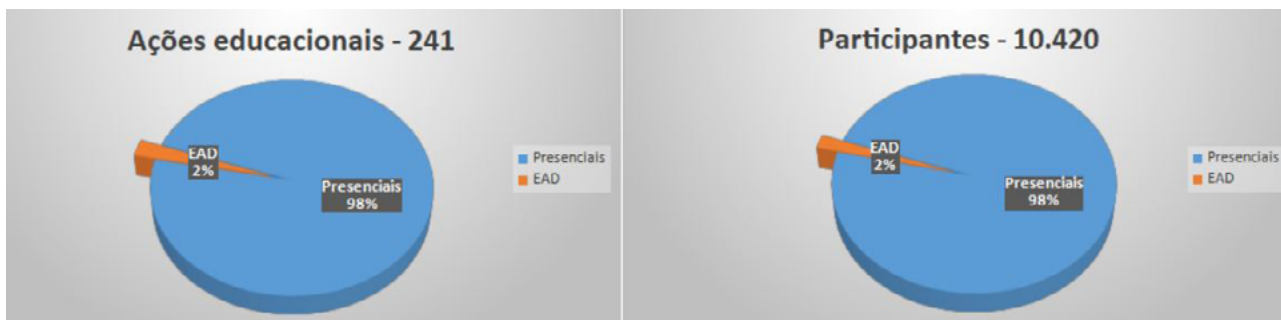 Ações educacionais - 241
EAD
2%
Presenciais
98%
Presenciais
EAD
Participantes - 10.420
EAD
2%
Presenciais
98%
Presenciais
EAD